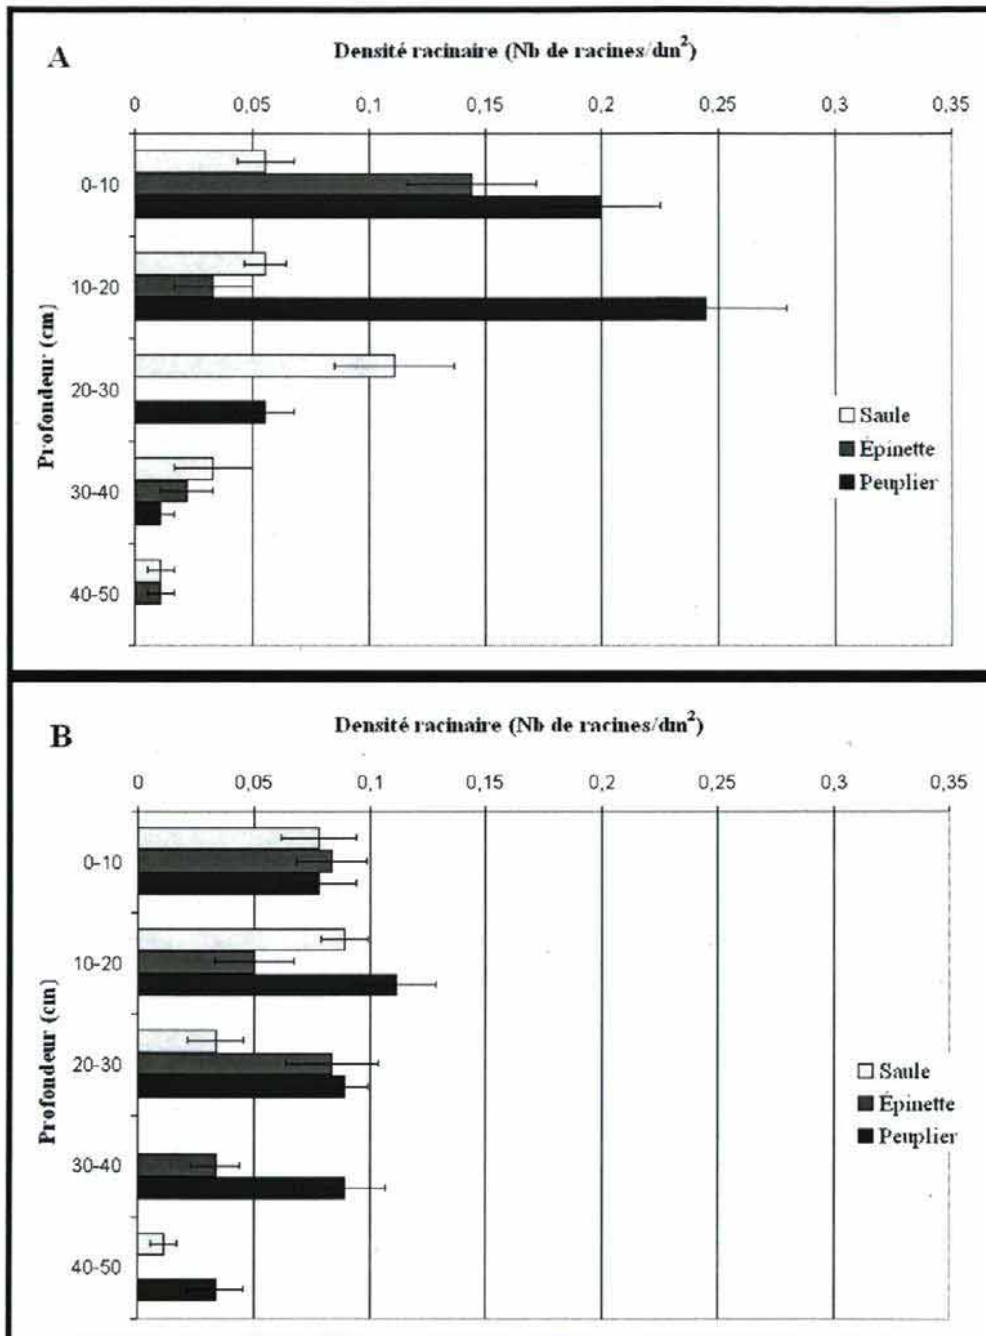 A
Densité racinaire (Nb de racines/dm²)
0 0,05 0,1 0,15 0,2 0,25 0,3 0,35
Profondeur (cm)
0-10
10-20
20-30
30-40
40-50
Saule
Épinette
Peuplier
B
Densité racinaire (Nb de racines/dm²)
0 0,05 0,1 0,15 0,2 0,25 0,3 0,35
Profondeur (cm)
0-10
10-20
20-30
30-40
40-50
Saule
Épinette
Peuplier